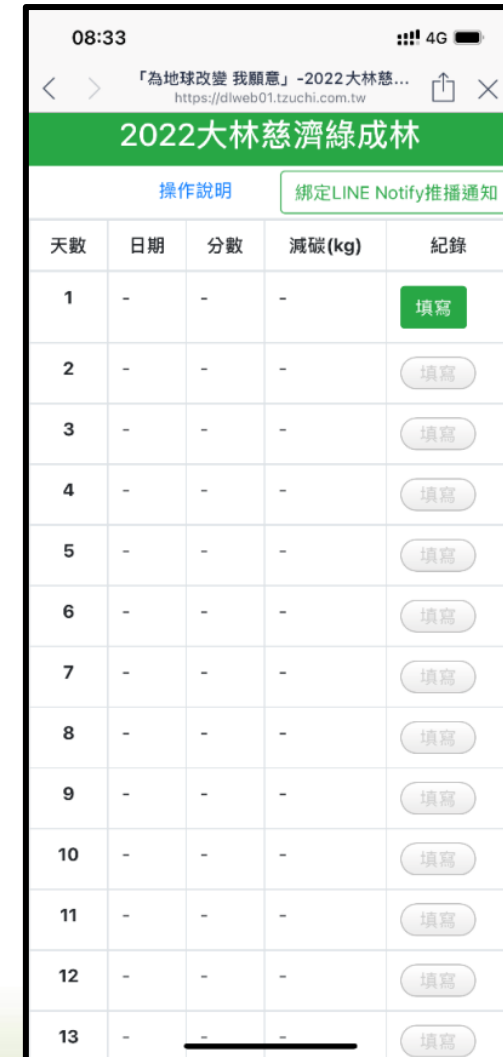 08:33 4G
「為地球改變 我願意」-2022大林慈...
https://dlweb01.tzuchi.com.tw
2022大林慈濟綠成林
操作說明 綁定LINE Notify推播通知
天數 日期 分數 減碳(kg) 紀錄
1 - - - 填寫
2 - - - 填寫
3 - - - 填寫
4 - - - 填寫
5 - - - 填寫
6 - - - 填寫
7 - - - 填寫
8 - - - 填寫
9 - - - 填寫
10 - - - 填寫
11 - - - 填寫
12 - - - 填寫
13 - - - 填寫